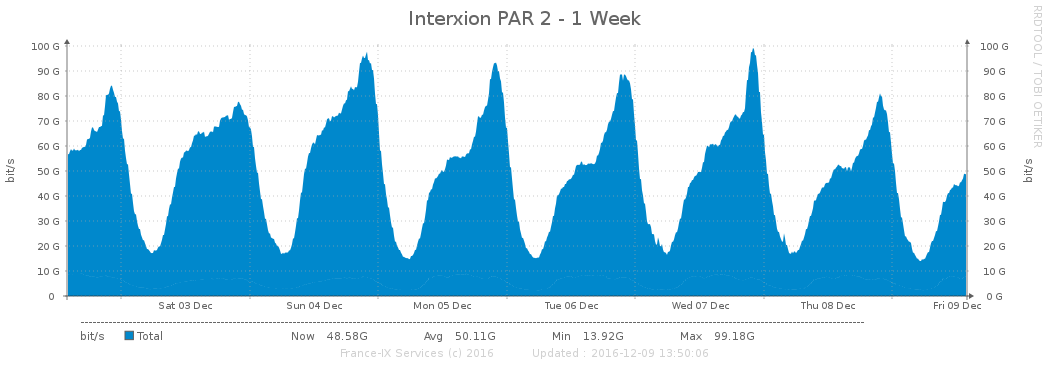 Interxion PAR 2 - 1 Week
RRDTOOL / TOBI OETIKER
bit/s
bit/s
100 G 100 G
90 G 90 G
80 G 80 G
70 G 70 G
60 G 60 G
50 G 50 G
40 G 40 G
30 G 30 G
20 G 20 G
10 G 10 G
0 0 G
Sat 03 Dec Sun 04 Dec Mon 05 Dec Tue 06 Dec Wed 07 Dec Thu 08 Dec Fri 09 Dec
bit/s Total Now 48.58G Avg 50.11G Min 13.92G Max 99.18G
France-IX Services (c) 2016 Updated : 2016-12-09 13:50:06